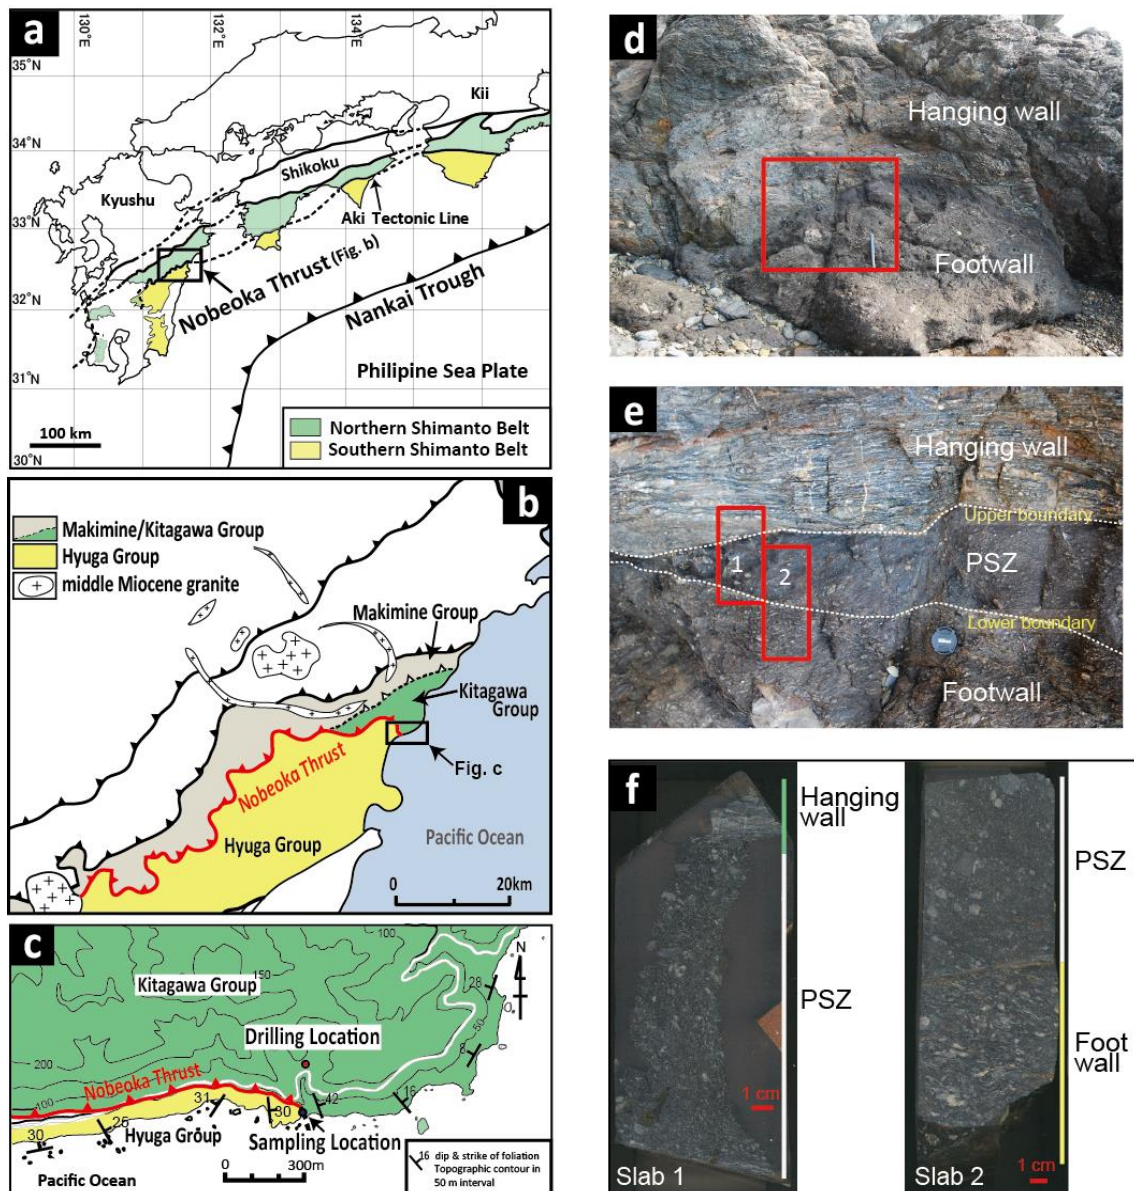 a
130°E
132°E
134°E
35°N
34°N
33°N
32°N
31°N
30°N
Kii
Shikoku
Kyushu
Aki Tectonic Line
Nobeoka Thrust (Fig. b)
Nankai Trough
Philipine Sea Plate
100 km
Northern Shimanto Belt
Southern Shimanto Belt
b
Makimine/Kitagawa Group
Hyuga Group
middle Miocene granite
Makimine Group
Kitagawa
Group
Fig. c
Nobeoka Thrust
Hyuga Group
Pacific Ocean
0 20km
c
100
N
Kitagawa Group
150
28
50
8
Drilling Location
200
Nobeoka Thrust
100
31
30
42
16
25
30
Hyuga Group
Sampling Location
0 300m
Pacific Ocean
16 dip & strike of foliation
Topographic contour in
50 m interval
d
Hanging wall
Footwall
e
Hanging wall
Upper boundary
1
2
PSZ
Lower boundary
Footwall
f
Hanging
wall
PSZ
1 cm
Slab 1
PSZ
Foot
wall
1 cm
Slab 2